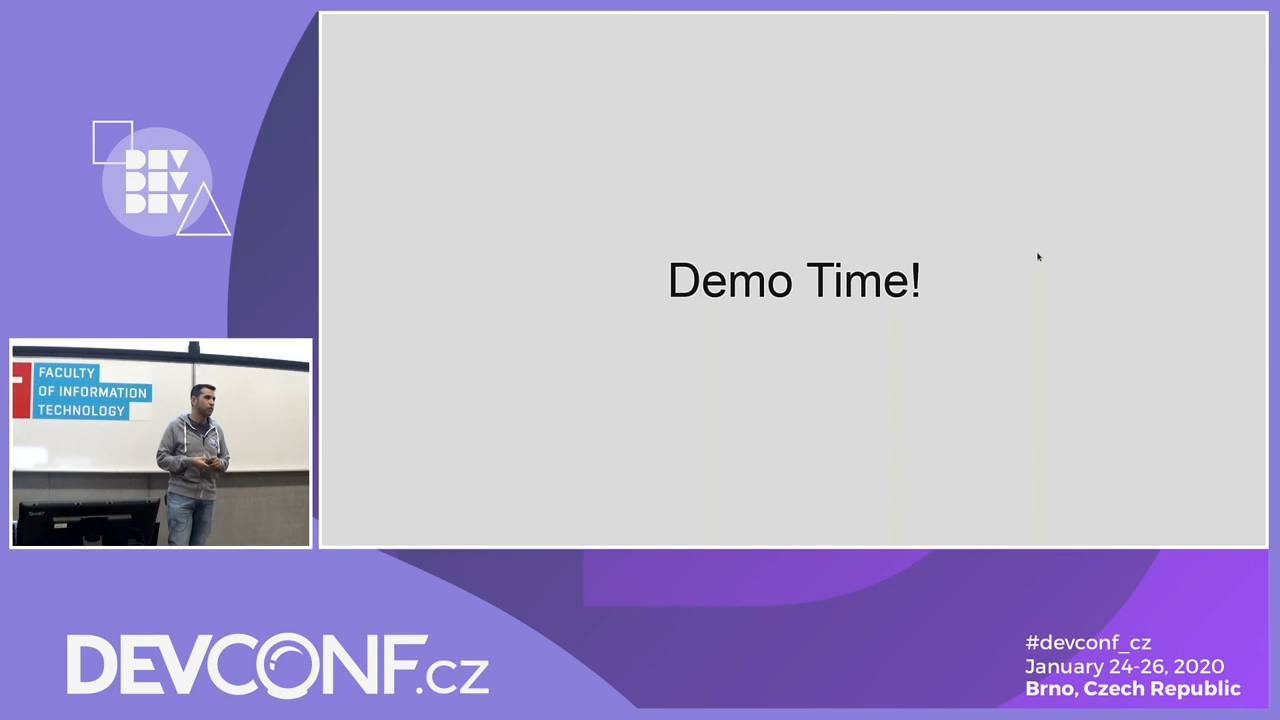 DEV
DEV
DEV
Demo Time!
FACULTY
OF INFORMATION
TECHNOLOGY
DEVCONF.cz
#devconf_cz
January 24-26, 2020
Brno, Czech Republic